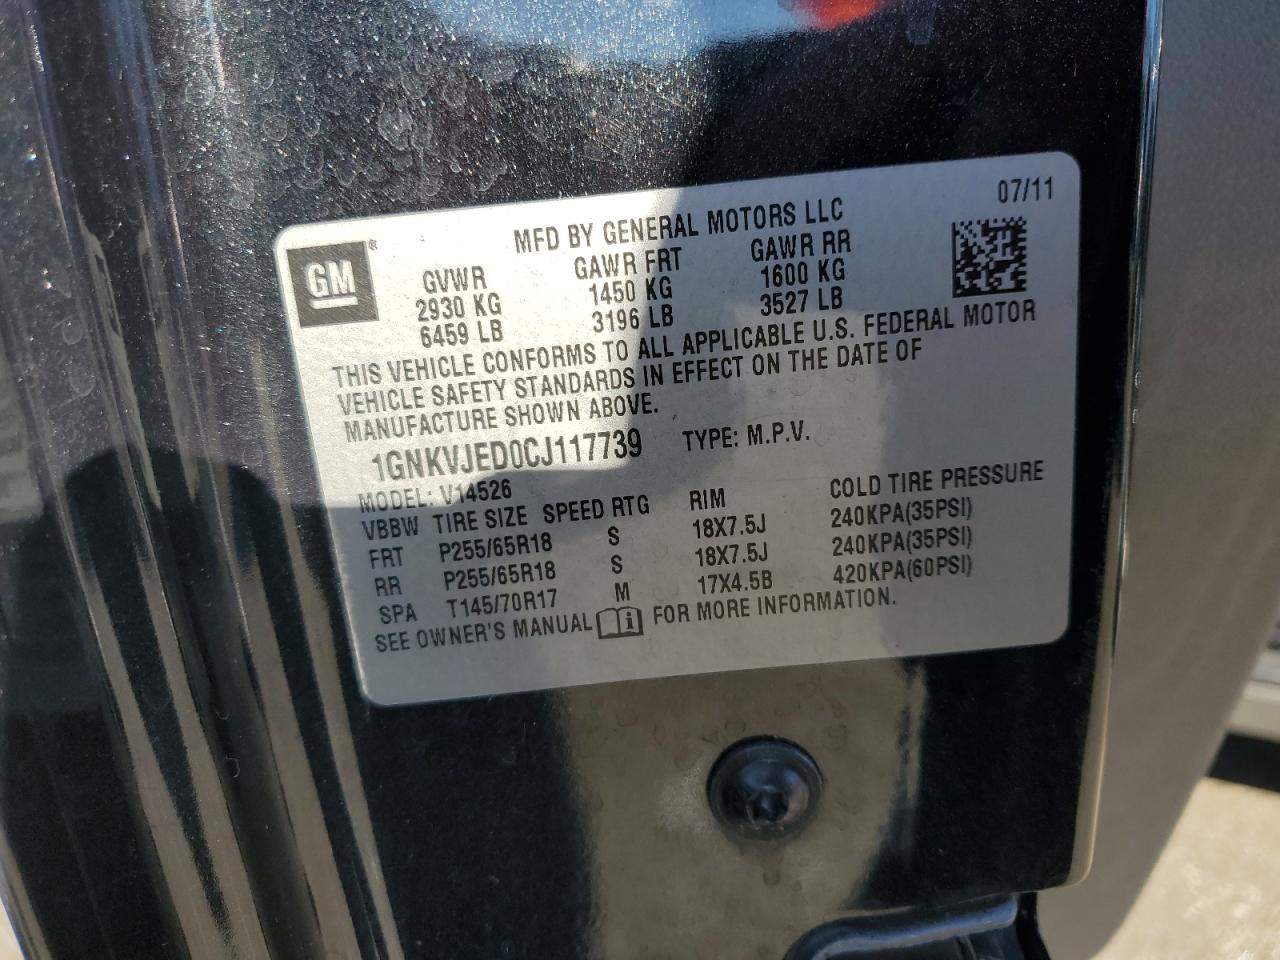 07/11
MFD BY GENERAL MOTORS LLC
GM®
GVWR GAWR FRT GAWR RR
2930 KG 1450 KG 1600 KG
6459 LB 3196 LB 3527 LB
THIS VEHICLE CONFORMS TO ALL APPLICABLE U.S. FEDERAL MOTOR
VEHICLE SAFETY STANDARDS IN EFFECT ON THE DATE OF
MANUFACTURE SHOWN ABOVE.
1GNKVJED0CJ117739 TYPE: M.P.V.
MODEL: V14526
VBBW TIRE SIZE SPEED RTG RIM COLD TIRE PRESSURE
FRT P255/65R18 S 18X7.5J 240KPA(35PSI)
RR P255/65R18 S 18X7.5J 240KPA(35PSI)
SPA T145/70R17 M 17X4.5B 420KPA(60PSI)
SEE OWNER'S MANUAL i FOR MORE INFORMATION.